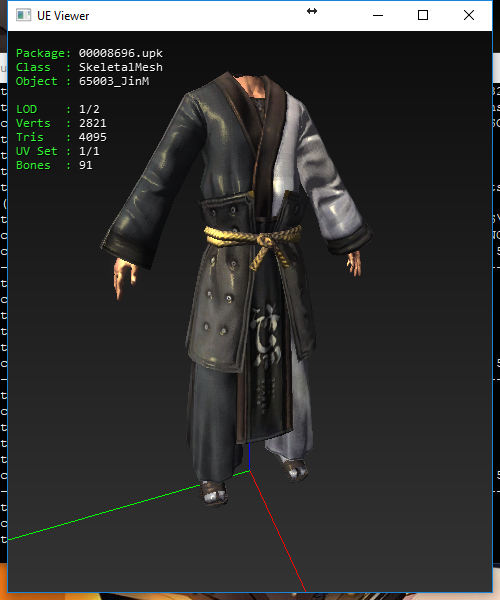 UE Viewer
Package: 00008696.upk
Class : SkeletalMesh
Object : 65003_JinM
LOD : 1/2
Verts : 2821
Tris : 4095
UV Set : 1/1
Bones : 91